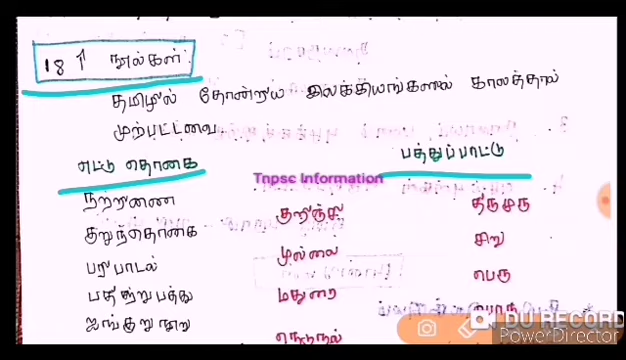 18 ↑ நூல்கள்
தமிழில் தோன்றிய இலக்கியங்களுள் காலத்தால்
முற்பட்டவை.
எட்டு தொகை
பத்துப்பாட்டு
Tnpsc Information
நற்றிணை
குறிஞ்சி
திருமுரு
குறுந்தொகை
முல்லை
சிறு
பரிபாடல்
பெரு
பதிற்றுபத்து
மதுரை
பொரு
ஐங்குறுநூறு
நெடுநல்
DU RECORD
PowerDirector